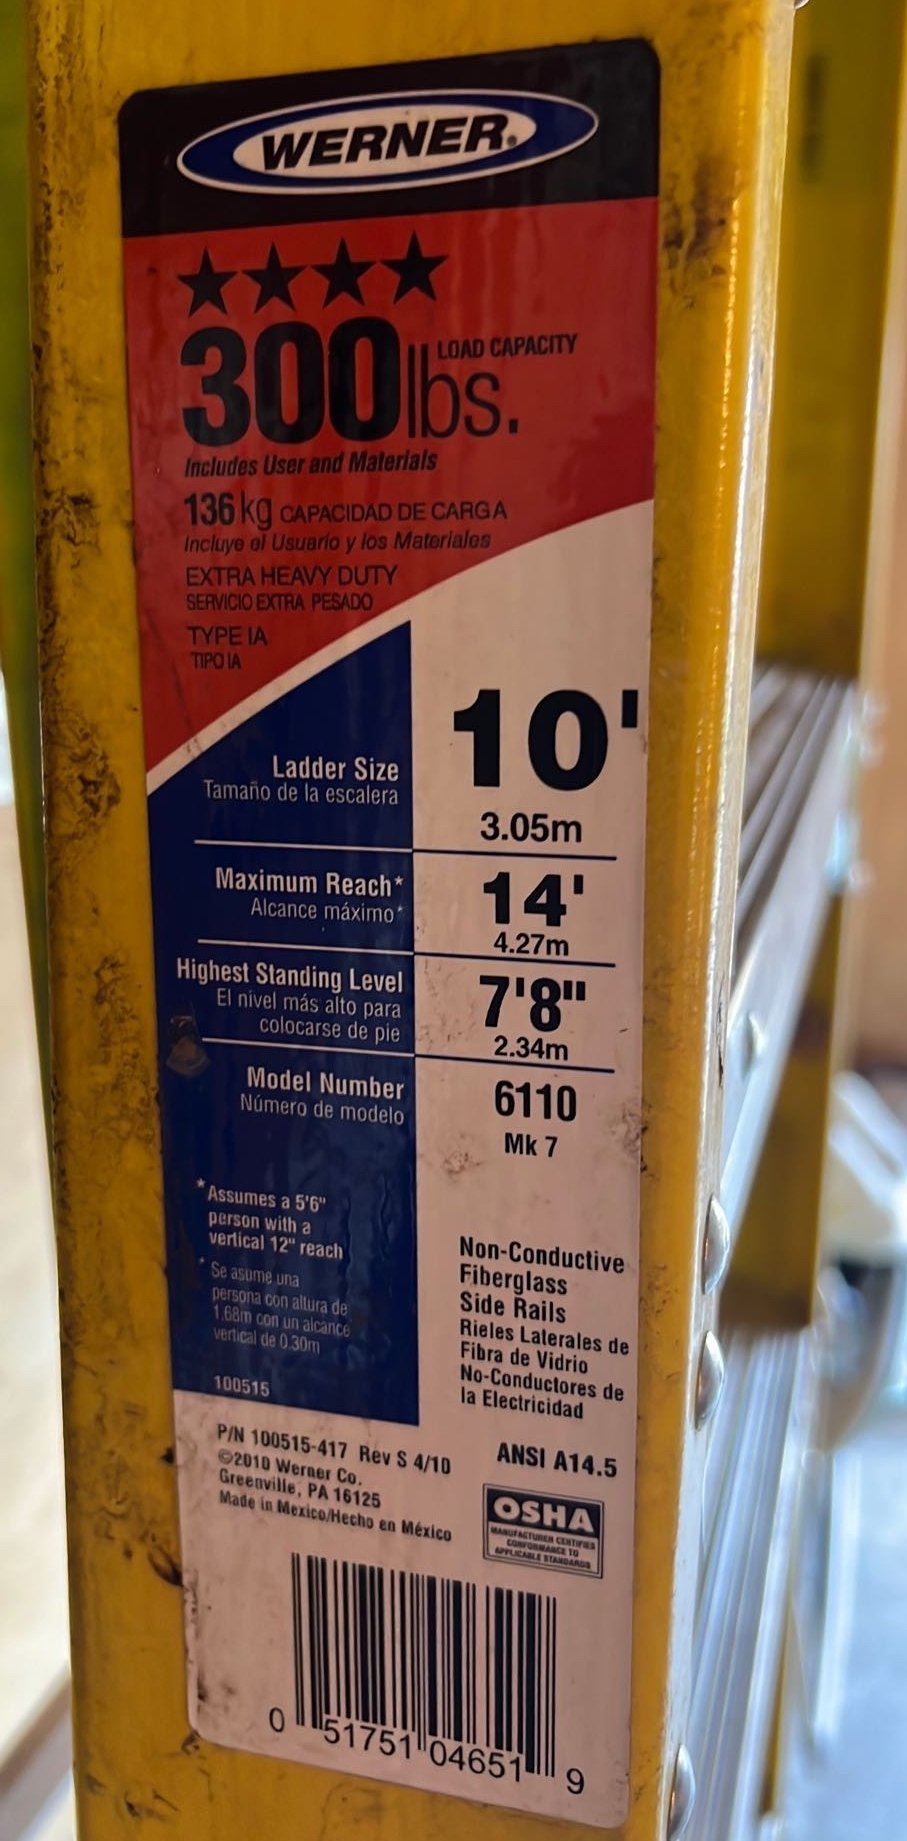 WERNER®
300lbs. LOAD CAPACITY
Includes User and Materials
136 kg CAPACIDAD DE CARGA
Incluye el Usuario y los Materiales
EXTRA HEAVY DUTY
SERVICIO EXTRA PESADO
TYPE IA
TIPO IA
Ladder Size
Tamaño de la escalera
10'
3.05m
Maximum Reach*
Alcance máximo*
14'
4.27m
Highest Standing Level
El nivel más alto para
colocarse de pie
7'8"
2.34m
Model Number
Número de modelo
6110
Mk 7
*Assumes a 5'6"
person with a
vertical 12" reach
*Se asume una
persona con altura de
1.68m con un alcance
vertical de 0.30m
100515
Non-Conductive
Fiberglass
Side Rails
Rieles Laterales de
Fibra de Vidrio
No-Conductores de
la Electricidad
P/N 100515-417 Rev S 4/10
©2010 Werner Co.
Greenville, PA 16125
Made in Mexico/Hecho en México
ANSI A14.5
OSHA
MANUFACTURER CERTIFIES
CONFORMANCE TO
APPLICABLE STANDARDS
0 51751 04651 9